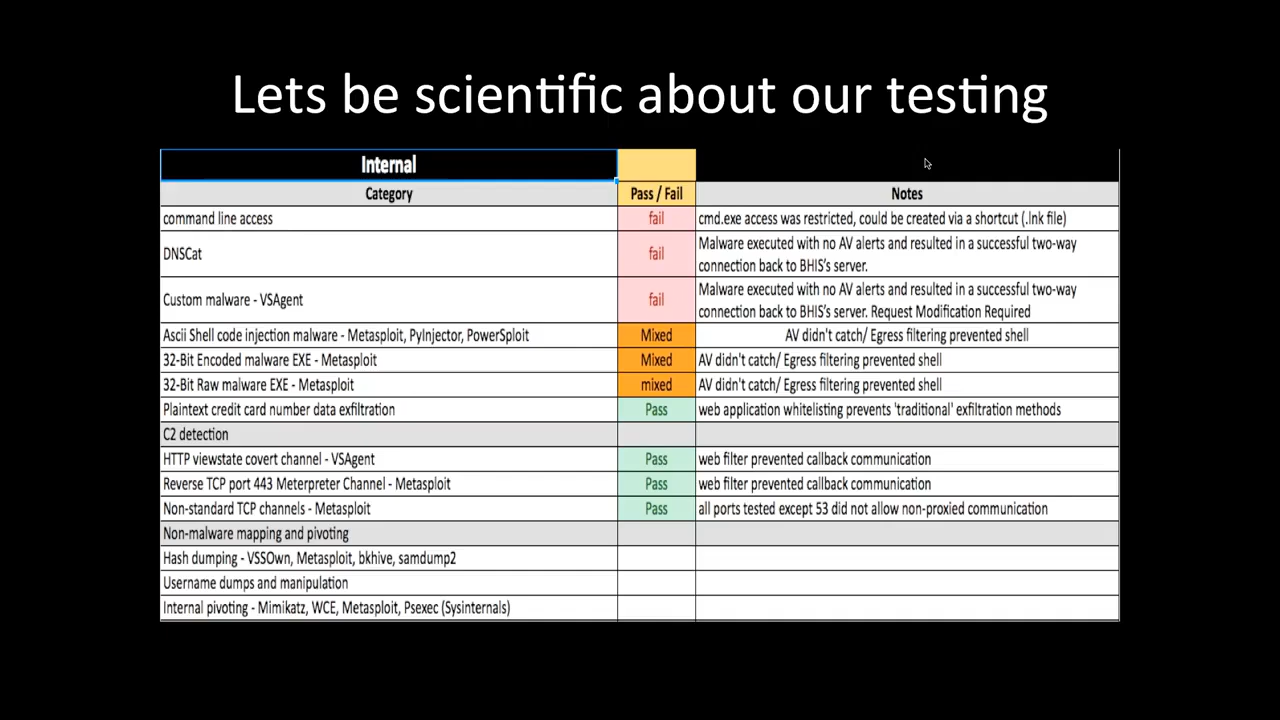 Lets be scientific about our testing
Internal
Category Pass / Fail Notes
command line access fail cmd.exe access was restricted, could be created via a shortcut (.lnk file)
DNSCat fail Malware executed with no AV alerts and resulted in a successful two-way
connection back to BHIS's server.
Custom malware - VSAgent fail Malware executed with no AV alerts and resulted in a successful two-way
connection back to BHIS's server. Request Modification Required
Ascii Shell code injection malware - Metasploit, PyInjector, PowerSploit Mixed AV didn't catch/ Egress filtering prevented shell
32-Bit Encoded malware EXE - Metasploit Mixed AV didn't catch/ Egress filtering prevented shell
32-Bit Raw malware EXE - Metasploit mixed AV didn't catch/ Egress filtering prevented shell
Plaintext credit card number data exfiltration Pass web application whitelisting prevents 'traditional' exfiltration methods
C2 detection
HTTP viewstate covert channel - VSAgent Pass web filter prevented callback communication
Reverse TCP port 443 Meterpreter Channel - Metasploit Pass web filter prevented callback communication
Non-standard TCP channels - Metasploit Pass all ports tested except 53 did not allow non-proxied communication
Non-malware mapping and pivoting
Hash dumping - VSSOwn, Metasploit, bkhive, samdump2
Username dumps and manipulation
Internal pivoting - Mimikatz, WCE, Metasploit, Psexec (Sysinternals)